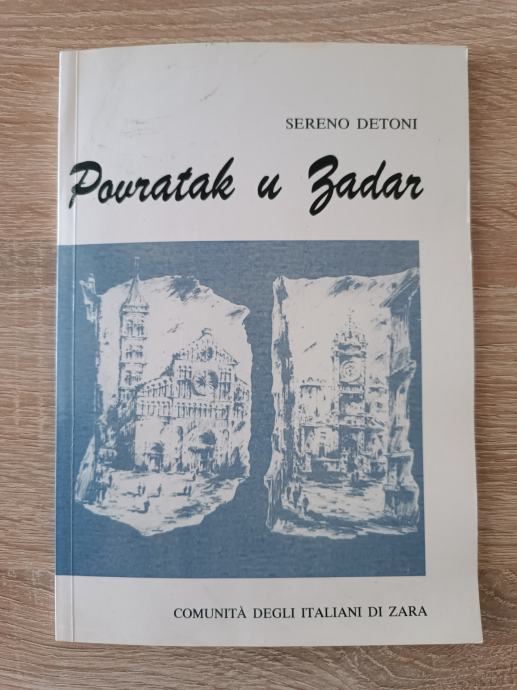 SERENO DETONI
Povratak u Zadar
COMUNITÀ DEGLI ITALIANI DI ZARA